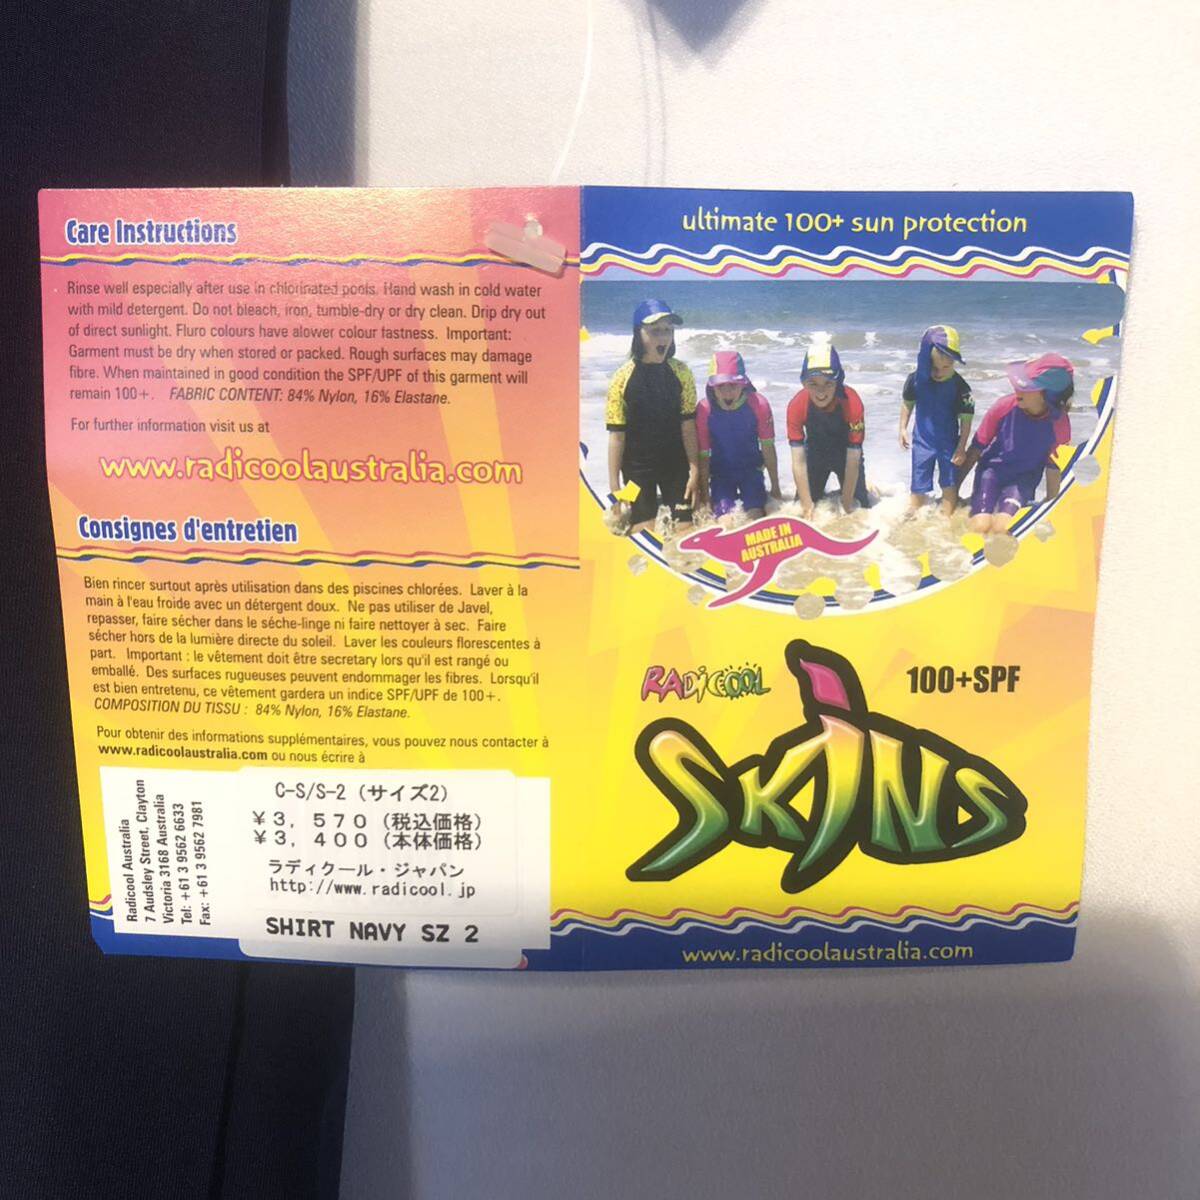 Care Instructions
Rinse well especially after use in chlorinated pools. Hand wash in cold water
with mild detergent. Do not bleach, iron, tumble-dry or dry clean. Drip dry out
of direct sunlight. Fluro colours have alower colour fastness. Important:
Garment must be dry when stored or packed. Rough surfaces may damage
fibre. When maintained in good condition the SPF/UPF of this garment will
remain 100+. FABRIC CONTENT: 84% Nylon, 16% Elastane.
For further information visit us at
www.radicoolaustralia.com
Consignes d'entretien
Bien rincer surtout après utilisation dans des piscines chlorées. Laver à la
main à l'eau froide avec un détergent doux. Ne pas utiliser de Javel,
repasser, faire sécher dans le séche-linge ni faire nettoyer à sec. Faire
sécher hors de la lumière directe du soleil. Laver les couleurs florescentes à
part. Important : le vêtement doit être secretary lors qu'il est rangé ou
emballé. Des surfaces rugueuses peuvent endommager les fibres. Lorsqu'il
est bien entretenu, ce vêtement gardera un indice SPF/UPF de 100+.
COMPOSITION DU TISSU : 84% Nylon, 16% Elastane.
Pour obtenir des informations supplémentaires, vous pouvez nous contacter à
www.radicoolaustralia.com ou nous écrire à
Radicool Australia
7 Audsley Street, Clayton
Victoria 3168 Australia
Tel: +61 3 9562 6633
Fax: +61 3 9562 7981
C-S/S-2 (サイズ2)
¥3, 570 (税込価格)
¥3, 400 (本体価格)
ラディクール・ジャパン
http://www.radicool.jp
SHIRT NAVY SZ 2
ultimate 100+ sun protection
MADE IN
AUSTRALIA
RADiCOOL
100+SPF
SKINS
www.radicoolaustralia.com